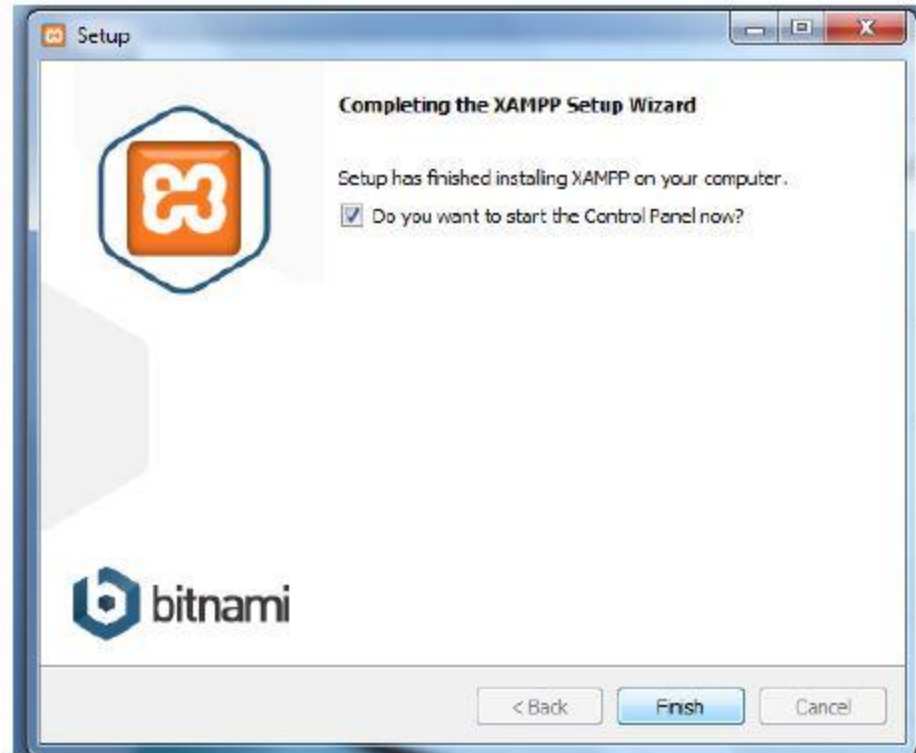 Setup
Completing the XAMPP Setup Wizard
Setup has finished installing XAMPP on your computer.
Do you want to start the Control Panel now?
bitnami
< Back
Finish
Cancel